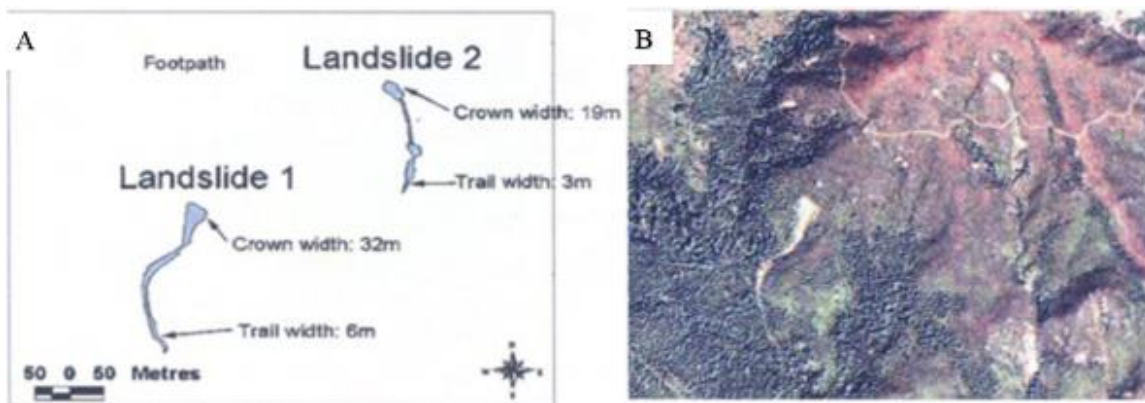 A
Footpath
Landslide 2
Crown width: 19m
Landslide 1
Trail width: 3m
Crown width: 32m
Trail width: 6m
50 0 50 Metres
B